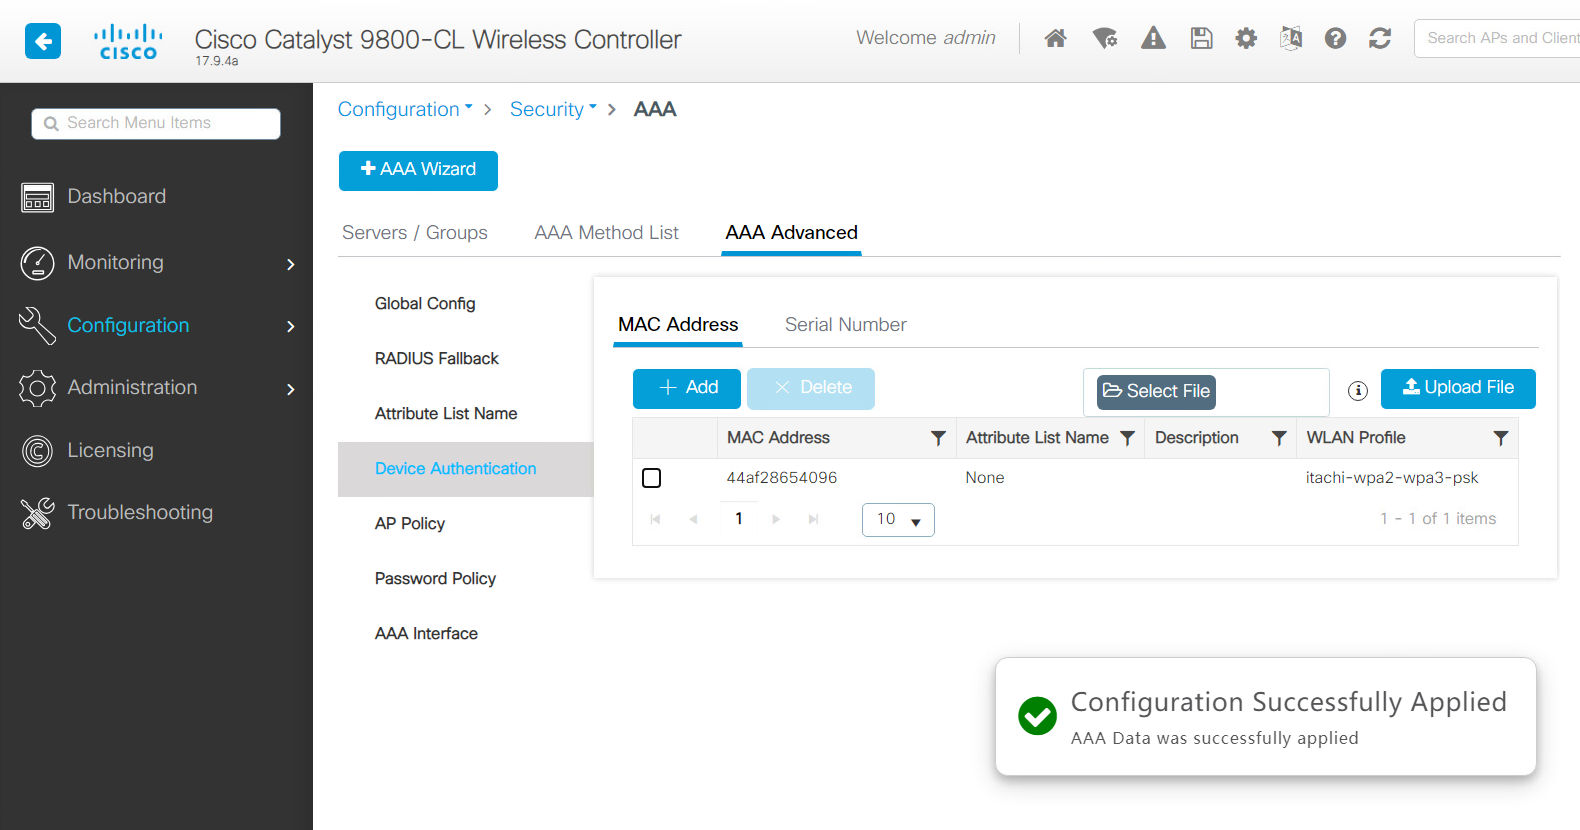 CISCO
Cisco Catalyst 9800-CL Wireless Controller
17.9.4a
Welcome admin
Search APs and Client
Search Menu Items
Dashboard
Monitoring
Configuration
Administration
Licensing
Troubleshooting
Configuration > Security > AAA
AAA Wizard
Servers / Groups AAA Method List AAA Advanced
Global Config
RADIUS Fallback
Attribute List Name
Device Authentication
AP Policy
Password Policy
AAA Interface
MAC Address Serial Number
Add Delete Select File Upload File
MAC Address Attribute List Name Description WLAN Profile
44af28654096 None itachi-wpa2-wpa3-psk
1 10 1 - 1 of 1 items
Configuration Successfully Applied
AAA Data was successfully applied